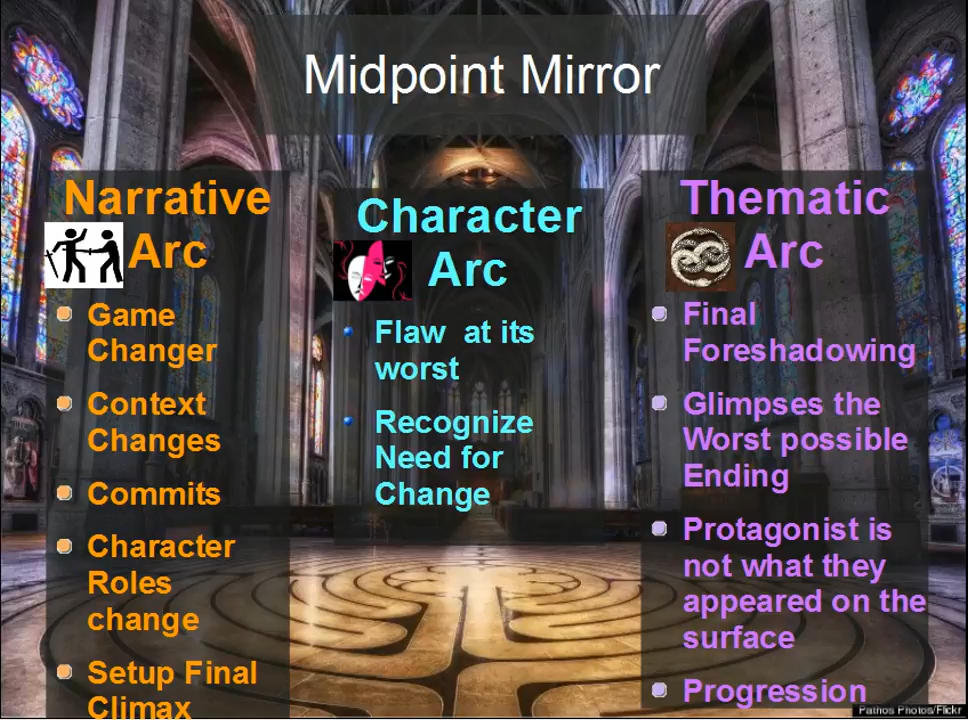 Midpoint Mirror
Narrative
Arc
Game
Changer
Context
Changes
Commits
Character
Roles
change
Setup Final
Climax
Character
Arc
Flaw  at its
worst
Recognize
Need for
Change
Thematic
Arc
Final
Foreshadowing
Glimpses the
Worst possible
Ending
Protagonist is
not what they
appeared on the
surface
Progression
Pathos Photos/Flickr